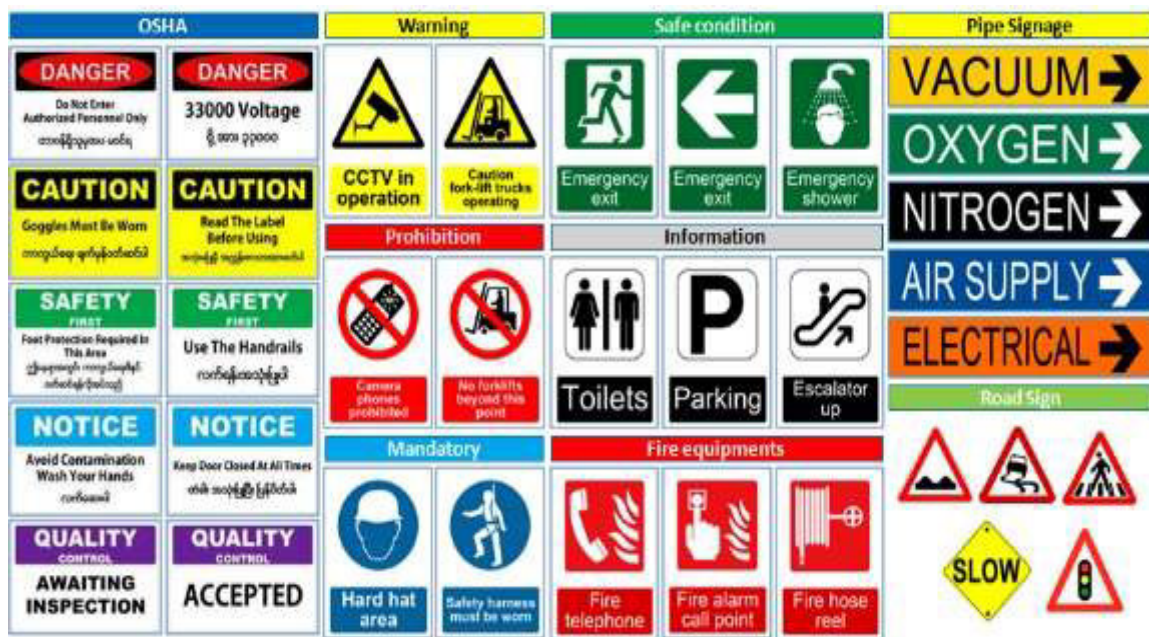 OSHA
DANGER
Do Not Enter
Authorized Personnel Only
DANGER
33000 Voltage
CAUTION
Goggles Must Be Worn
CAUTION
Read The Label
Before Using
SAFETY
FIRST
Foot Protection Required In
This Area
SAFETY
FIRST
Use The Handrails
NOTICE
Avoid Contamination
Wash Your Hands
NOTICE
Keep Door Closed At All Times
QUALITY
CONTROL
AWAITING
INSPECTION
QUALITY
CONTROL
ACCEPTED
Warning
CCTV in
operation
Caution
fork-lift trucks
operating
Prohibition
Camera
phones
prohibited
No forklifts
beyond this
point
Mandatory
Hard hat
area
Safety harness
must be worn
Safe condition
Emergency
exit
Emergency
exit
Emergency
shower
Information
Toilets
P
Parking
Escalator
up
Fire equipments
Fire
telephone
Fire alarm
call point
Fire hose
reel
Pipe Signage
VACUUM
OXYGEN
NITROGEN
AIR SUPPLY
ELECTRICAL
Road Sign
SLOW